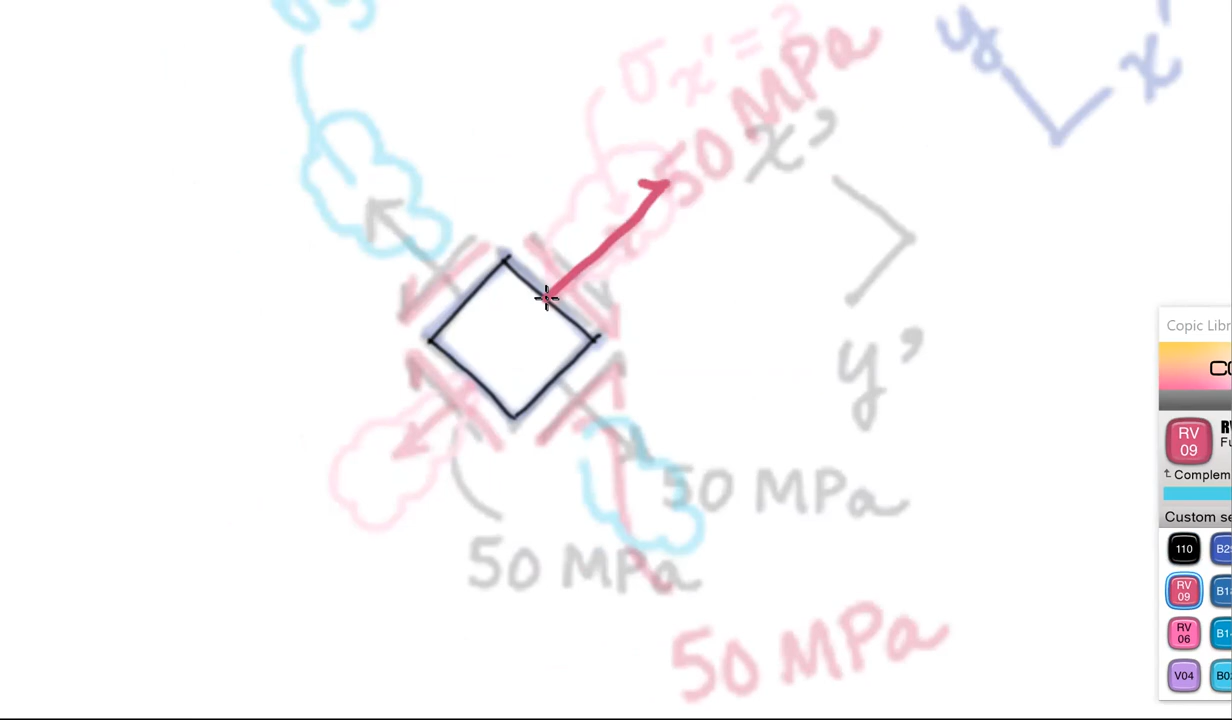 σx'=?
50 MPa
x'
y x
y'
50 MPa
50 MPa
50 MPa
Copic Libr
RV
09
Complem
Custom se
110
RV
09
RV
06
V04